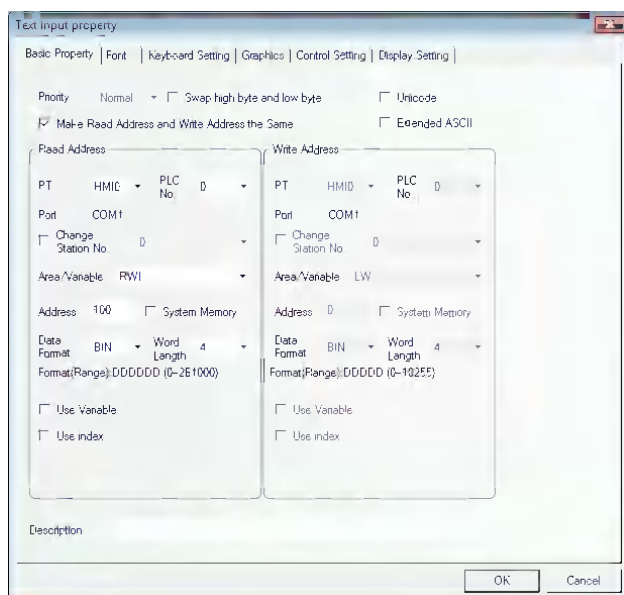 Text Input property
Basic Property | Font | Keyboard Setting | Graphics | Control Setting | Display Setting |
Priority Normal Swap high byte and low byte Unicode
Make Read Address and Write Address the Same Extended ASCII
Read Address Write Address
PT HMI0 PLC No. 0 PT HMI0 PLC No. 0
Port COM1 Port COM1
Change Station No. 0 Change Station No. 0
Area/Variable RWI Area/Variable LW
Address 100 System Memory Address 0 System Memory
Data Format BIN Word Length 4 Data Format BIN Word Length 4
Format(Range):DDDDDD (0~261000) Format(Range):DDDDD (0~10255)
Use Variable Use Variable
Use index Use index
Description
OK Cancel